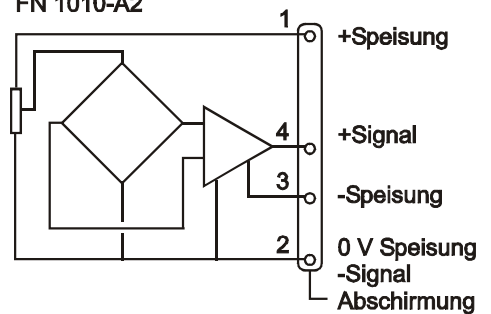 FN 1010-A2
1 +Speisung
4 +Signal
3 -Speisung
2 0 V Speisung
-Signal
Abschirmung